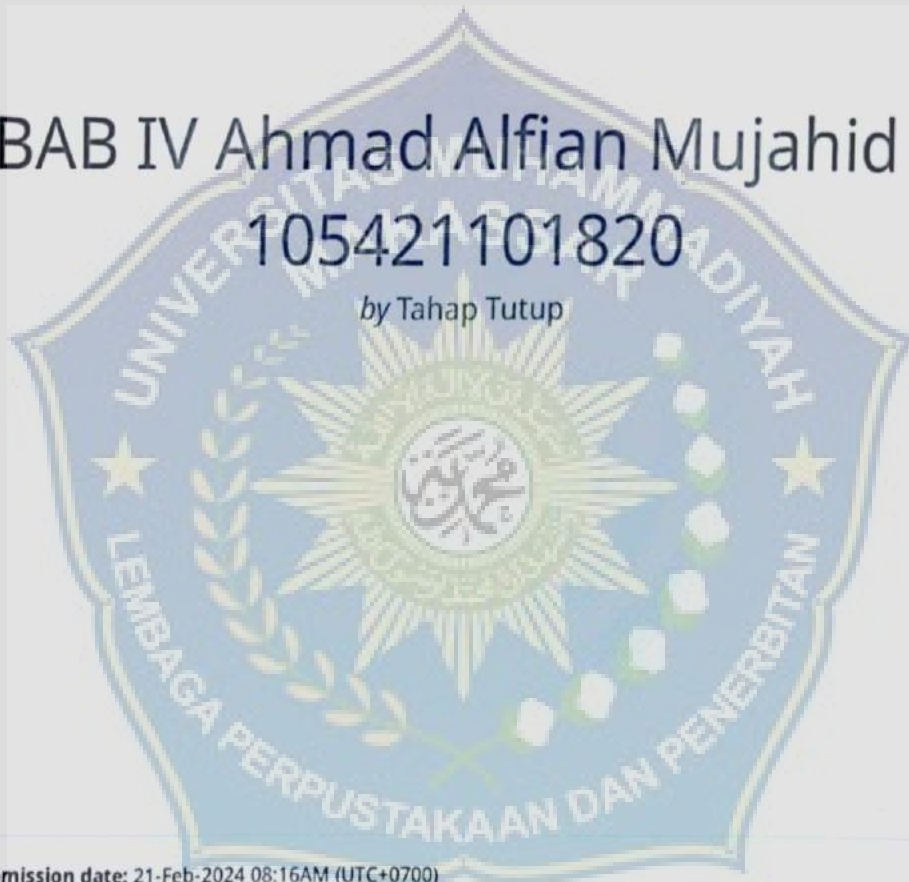 BAB IV Ahmad Alfian Mujahid
105421101820
by Tahap Tutup
UNIVERSITAS MUHAMMADIYAH
MAKASSAR
LEMBAGA PERPUSTAKAAN DAN PENERBITAN
mission date: 21-Feb-2024 08:16AM (UTC+0700)